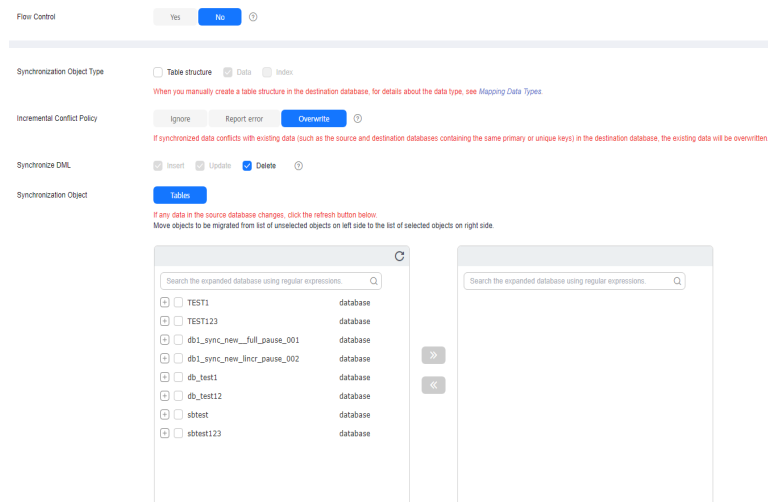 Flow Control Yes No ?
Synchronization Object Type Table structure Data Index
When you manually create a table structure in the destination database, for details about the data type, see Mapping Data Types.
Incremental Conflict Policy Ignore Report error Overwrite ?
If synchronized data conflicts with existing data (such as the source and destination databases containing the same primary or unique keys) in the destination database, the existing data will be overwritten
Synchronize DML Insert Update Delete ?
Synchronization Object Tables
If any data in the source database changes, click the refresh button below.
Move objects to be migrated from list of unselected objects on left side to the list of selected objects on right side.
Search the expanded database using regular expressions. Search the expanded database using regular expressions.
TEST1 database
TEST123 database
db1_sync_new__full_pause_001 database
db1_sync_new_lincr_pause_002 database
db_test1 database
db_test12 database
sbtest database
sbtest123 database